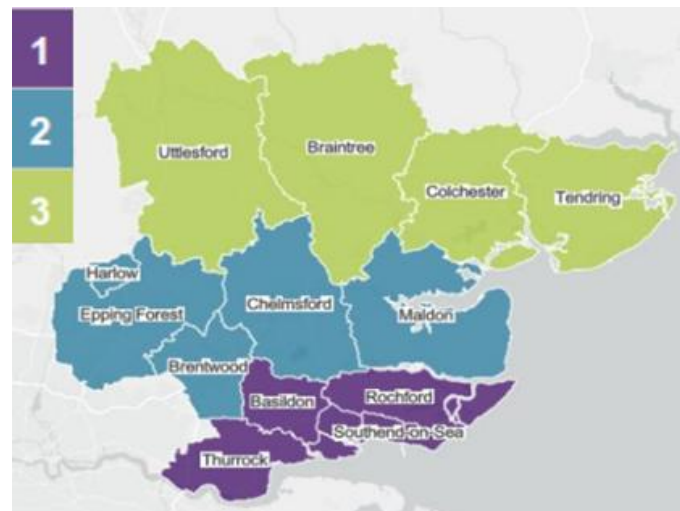 1
2
3
Uttlesford
Braintree
Colchester
Tendring
Harlow
Epping Forest
Chelmsford
Maldon
Brentwood
Basildon
Rochford
Southend-on-Sea
Thurrock